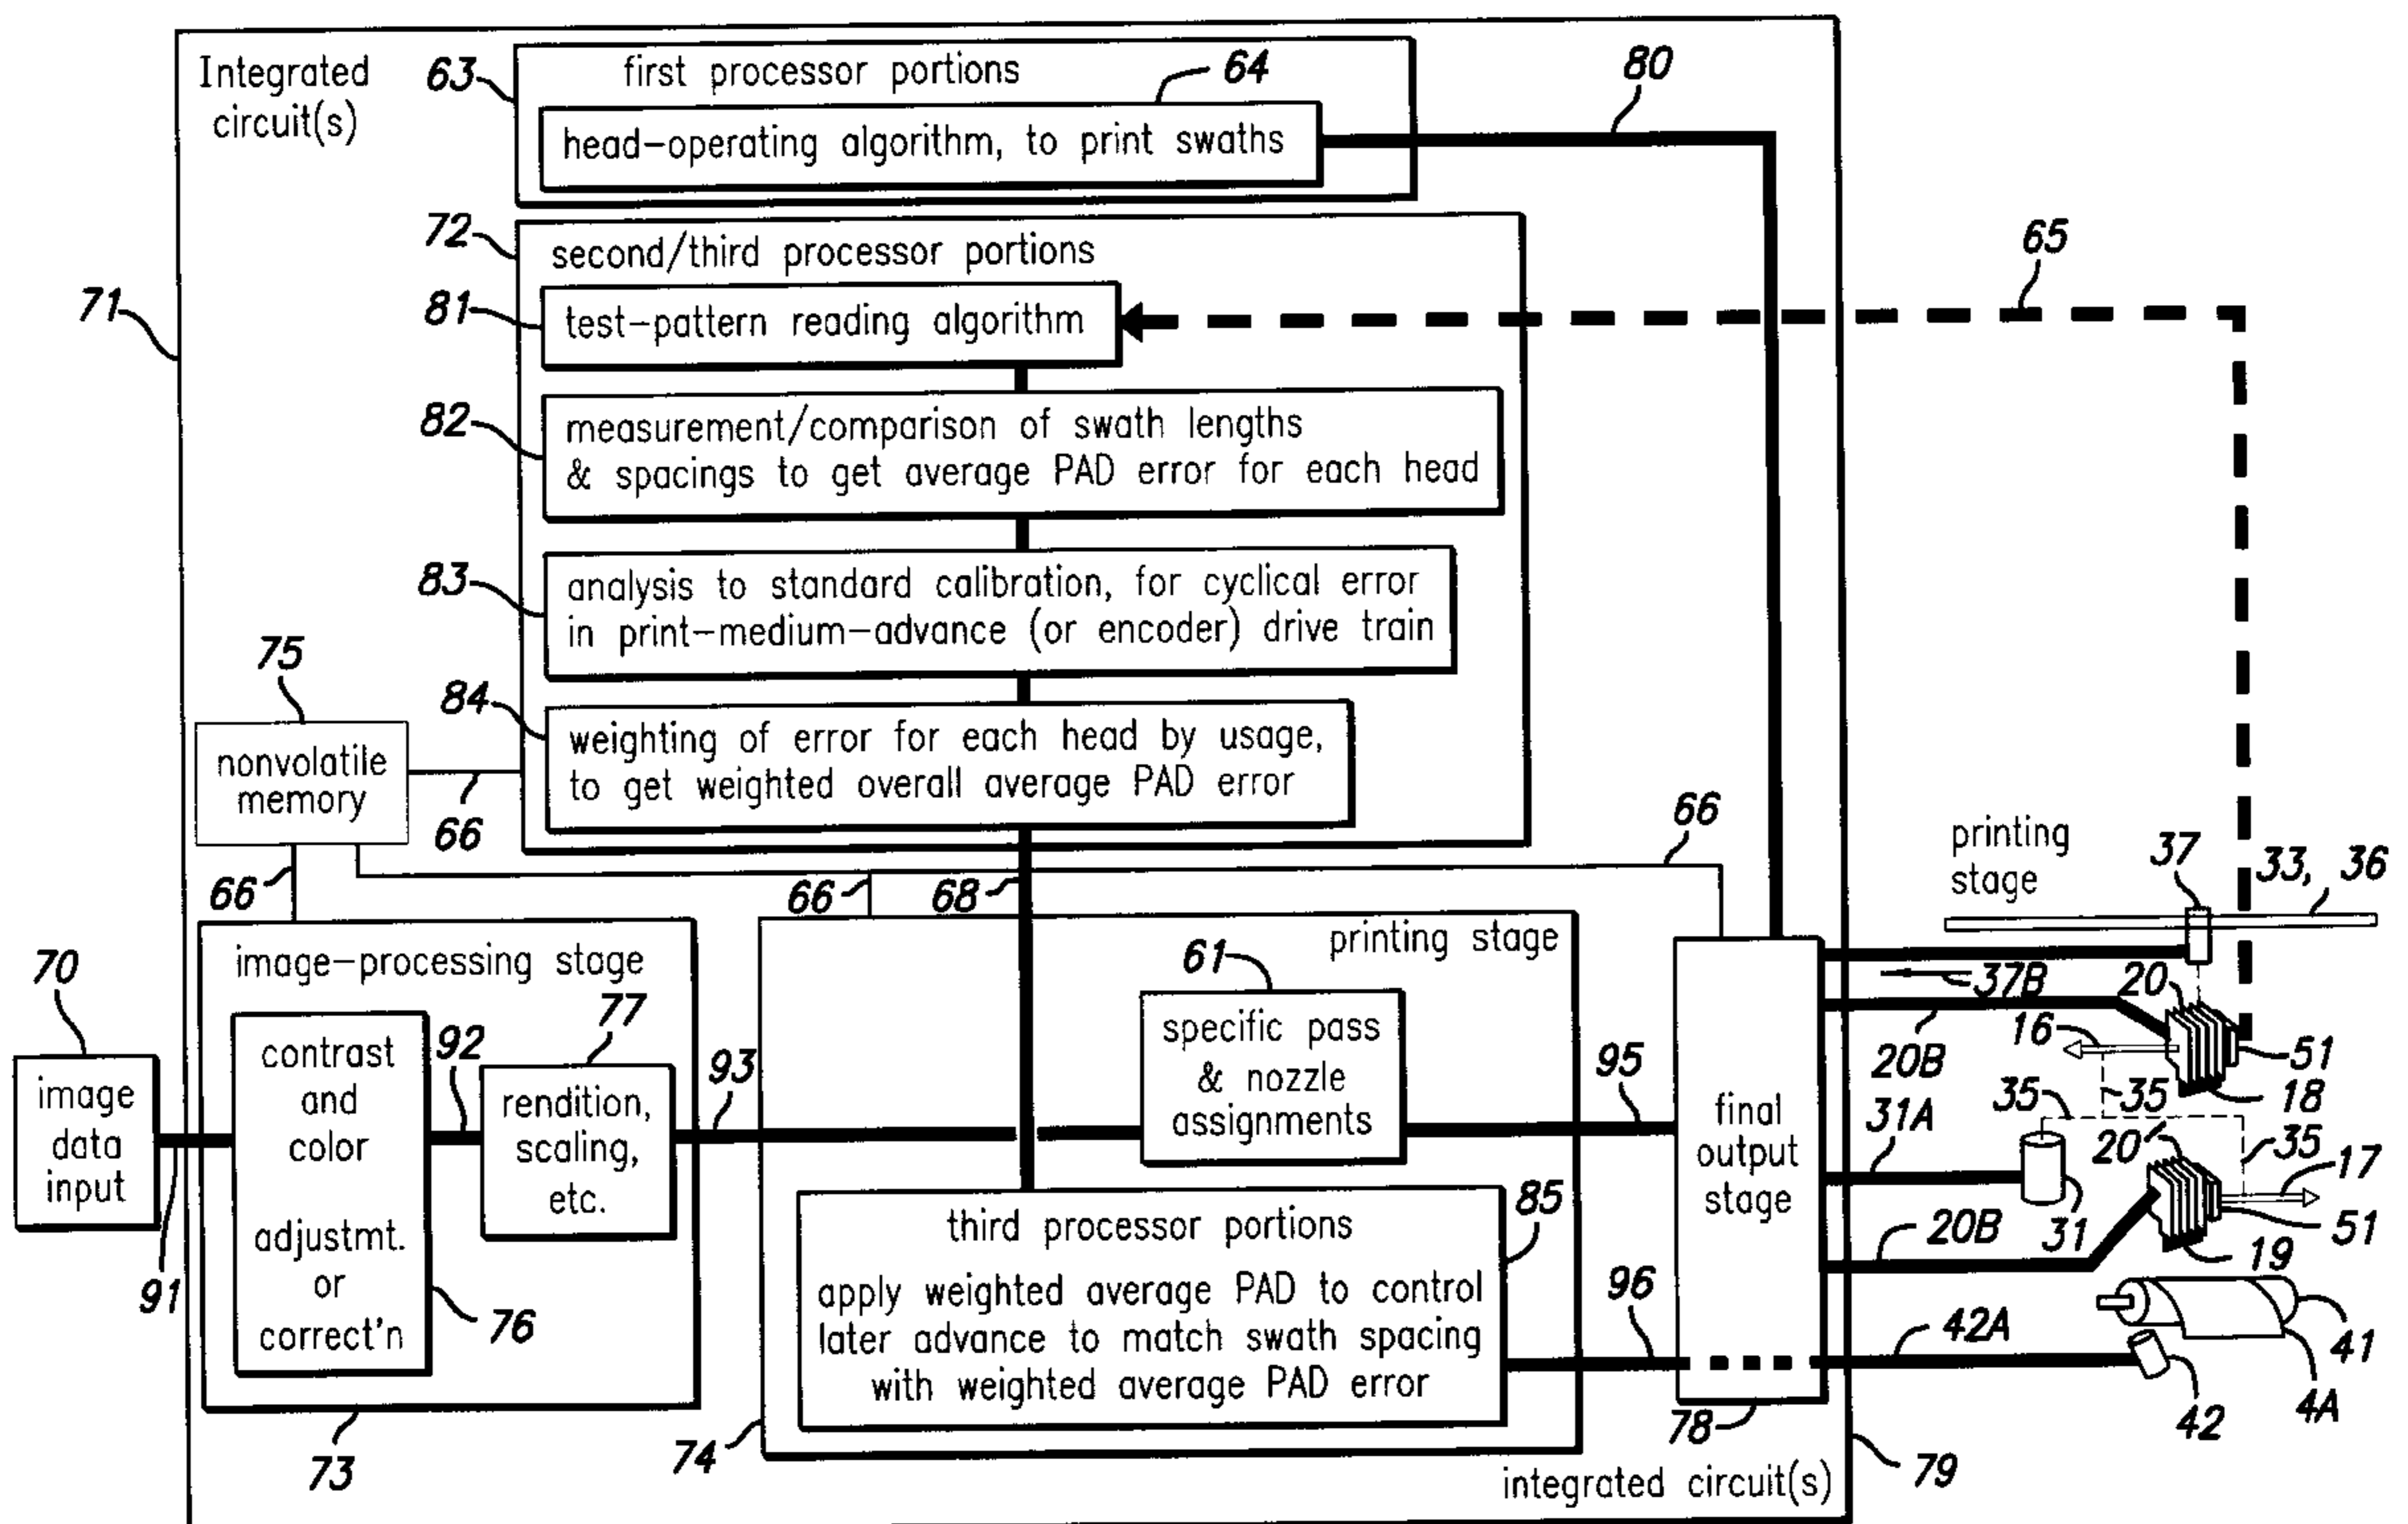 Integrated
circuit(s)
63
first processor portions
64
80
head-operating algorithm, to print swaths
72
second/third processor portions
65
71
81
test-pattern reading algorithm
82
measurement/comparison of swath lengths
& spacings to get average PAD error for each head
83
analysis to standard calibration, for cyclical error
in print-medium-advance (or encoder) drive train
75
84
nonvolatile
memory
66
weighting of error for each head by usage,
to get weighted overall average PAD error
66
66
66
68
printing
stage
37
33, 36
70
image
data
input
91
image-processing stage
contrast
and
color
adjustmt.
or
correct'n
76
92
77
rendition,
scaling,
etc.
93
73
printing stage
61
specific pass
& nozzle
assignments
95
third processor portions
85
apply weighted average PAD to control
later advance to match swath spacing
with weighted average PAD error
96
74
final
output
stage
78
37B
20
16
20B
51
18
35
35
31A
20
35
17
31
20B
51
19
42A
41
42
4A
integrated circuit(s)
79